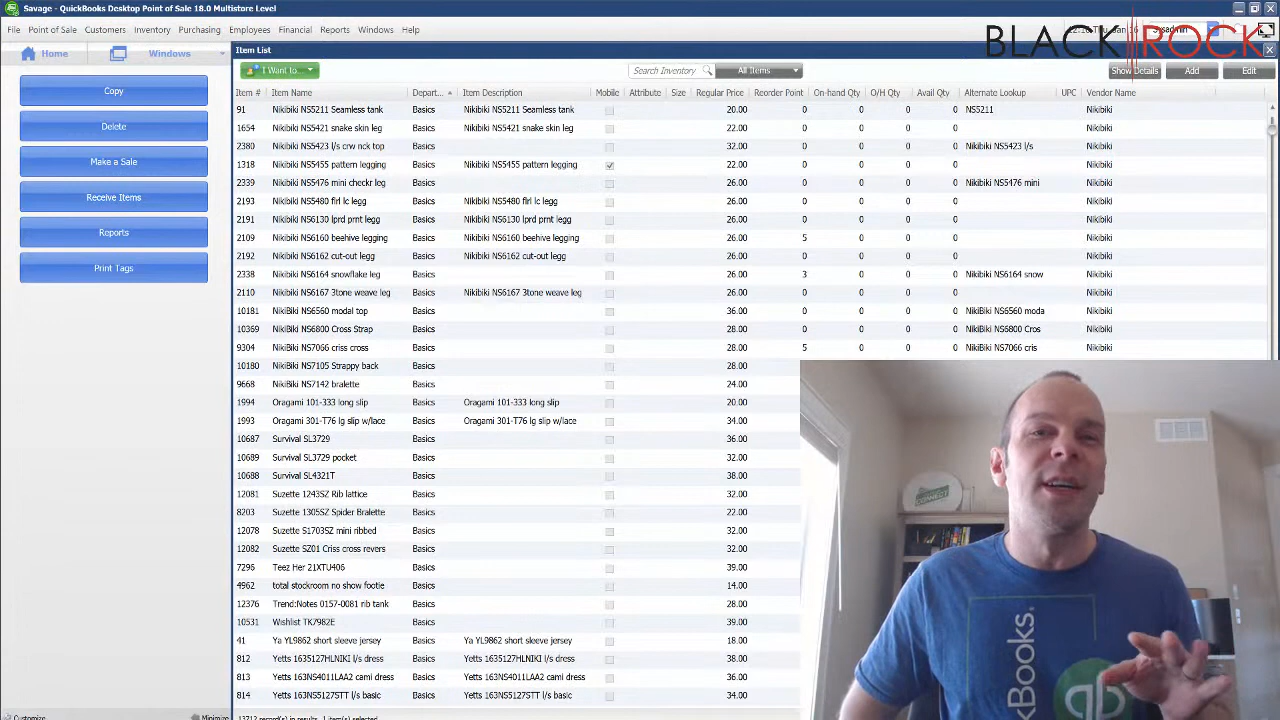 Savage - QuickBooks Desktop Point of Sale 18.0 Multistore Level
File Point of Sale Customers Inventory Purchasing Employees Financial Reports Windows Help
BLACK ROCK
Home Windows
Item List
I Want to Search Inventory All Items Show Details Add Edit
Copy
Delete
Make a Sale
Receive Items
Reports
Print Tags
Item # Item Name Depart... Item Description Mobile Attribute Size Regular Price Reorder Point On-hand Qty O/H Qty Avail Qty Alternate Lookup UPC Vendor Name
91 Nikibiki NS5211 Seamless tank Basics Nikibiki NS5211 Seamless tank 20.00 0 0 0 NS5211 Nikibiki
1654 Nikibiki NS5421 snake skin leg Basics Nikibiki NS5421 snake skin leg 22.00 0 0 0 Nikibiki
2380 Nikibiki NS5423 l/s crw nck top Basics 32.00 0 0 0 Nikibiki NS5423 l/s Nikibiki
1318 Nikibiki NS5455 pattern legging Basics Nikibiki NS5455 pattern legging 22.00 0 0 0 Nikibiki
2339 Nikibiki NS5476 mini checkr leg Basics 26.00 0 0 0 Nikibiki NS5476 mini Nikibiki
2193 Nikibiki NS5480 flrl lc legg Basics Nikibiki NS5480 flrl lc legg 26.00 0 0 0 Nikibiki
2191 Nikibiki NS6130 lprd prnt legg Basics Nikibiki NS6130 lprd prnt legg 26.00 0 0 0 Nikibiki
2109 Nikibiki NS6160 beehive legging Basics Nikibiki NS6160 beehive legging 26.00 5 0 0 0 Nikibiki
2192 Nikibiki NS6162 cut-out legg Basics Nikibiki NS6162 cut-out legg 26.00 0 0 0 Nikibiki
2338 Nikibiki NS6164 snowflake leg Basics 26.00 3 0 0 0 Nikibiki NS6164 snow Nikibiki
2110 Nikibiki NS6167 3tone weave leg Basics Nikibiki NS6167 3tone weave leg 26.00 0 0 0 Nikibiki
10181 NikiBiki NS6560 modal top Basics 36.00 0 0 0 NikiBiki NS6560 moda Nikibiki
10369 NikiBiki NS6800 Cross Strap Basics 28.00 0 0 0 NikiBiki NS6800 Cros Nikibiki
9304 NikiBiki NS7066 criss cross Basics 28.00 5 0 0 0 NikiBiki NS7066 cris Nikibiki
10180 NikiBiki NS7105 Strappy back Basics 28.00
9668 NikiBiki NS7142 bralette Basics 24.00
1994 Oragami 101-333 long slip Basics Oragami 101-333 long slip 20.00
1993 Oragami 301-T76 lg slip w/lace Basics Oragami 301-T76 lg slip w/lace 34.00
10687 Survival SL3729 Basics 36.00
10689 Survival SL3729 pocket Basics 32.00
10688 Survival SL4321T Basics 38.00
12081 Suzette 1243SZ Rib lattice Basics 32.00
8203 Suzette 1305SZ Spider Bralette Basics 22.00
12078 Suzette S1703SZ mini ribbed Basics 32.00
12082 Suzette SZ01 Criss cross revers Basics 32.00
7296 Teez Her 21XTU406 Basics 39.00
4962 total stockroom no show footie Basics 14.00
12376 Trend:Notes 0157-0081 rib tank Basics 28.00
10531 Wishlist TK7982E Basics 39.00
41 Ya YL9862 short sleeve jersey Basics Ya YL9862 short sleeve jersey 18.00
812 Yetts 1635127HLNIKI l/s dress Basics Yetts 1635127HLNIKI l/s dress 38.00
813 Yetts 163NS4011LAA2 cami dress Basics Yetts 163NS4011LAA2 cami dress 36.00
814 Yetts 163NS5127STT l/s basic Basics Yetts 163NS5127STT l/s basic 34.00
Customize Minimize 13712 record(s) in results, 1 item(s) selected
CONNECT
Books.
qb